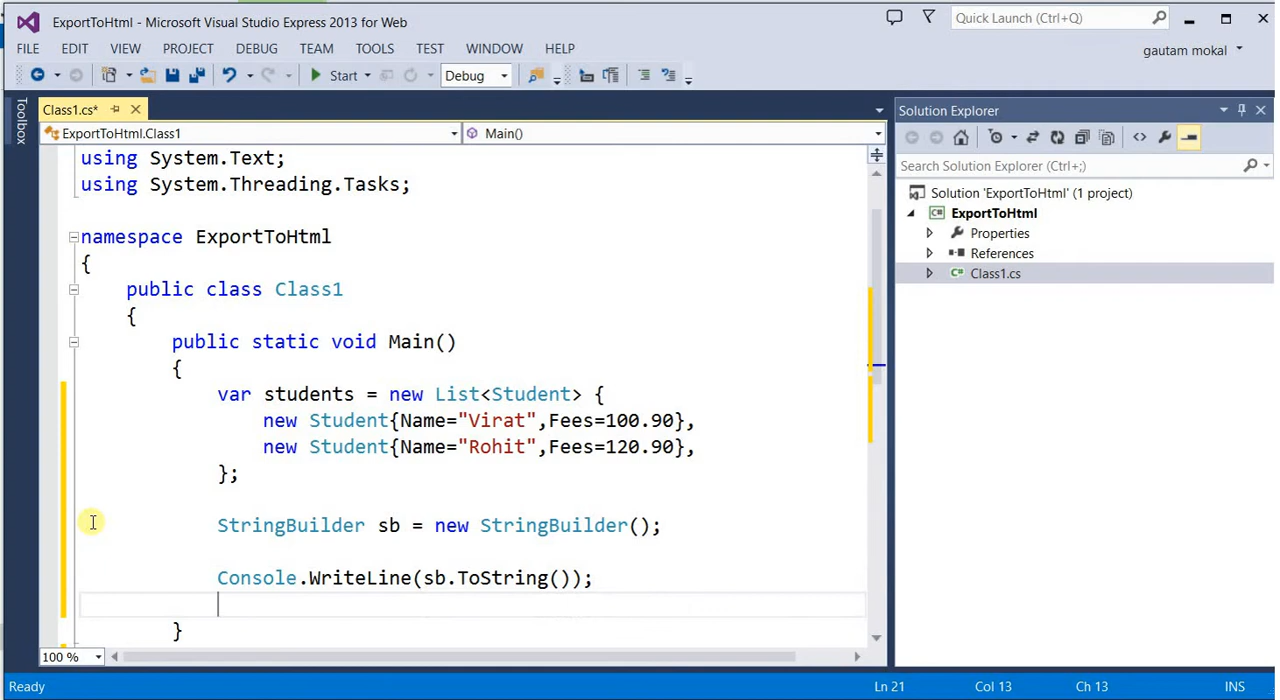 ExportToHtml - Microsoft Visual Studio Express 2013 for Web
Quick Launch (Ctrl+Q)
FILE EDIT VIEW PROJECT DEBUG TEAM TOOLS TEST WINDOW HELP
gautam mokal
Start Debug
Toolbox
Class1.cs*
ExportToHtml.Class1 Main()
using System.Text;
using System.Threading.Tasks;
namespace ExportToHtml
{
public class Class1
{
public static void Main()
{
var students = new List<Student> {
new Student{Name="Virat",Fees=100.90},
new Student{Name="Rohit",Fees=120.90},
};
StringBuilder sb = new StringBuilder();
Console.WriteLine(sb.ToString());
}
100 %
Solution Explorer
Search Solution Explorer (Ctrl+;)
Solution 'ExportToHtml' (1 project)
C# ExportToHtml
Properties
References
C# Class1.cs
Ready Ln 21 Col 13 Ch 13 INS